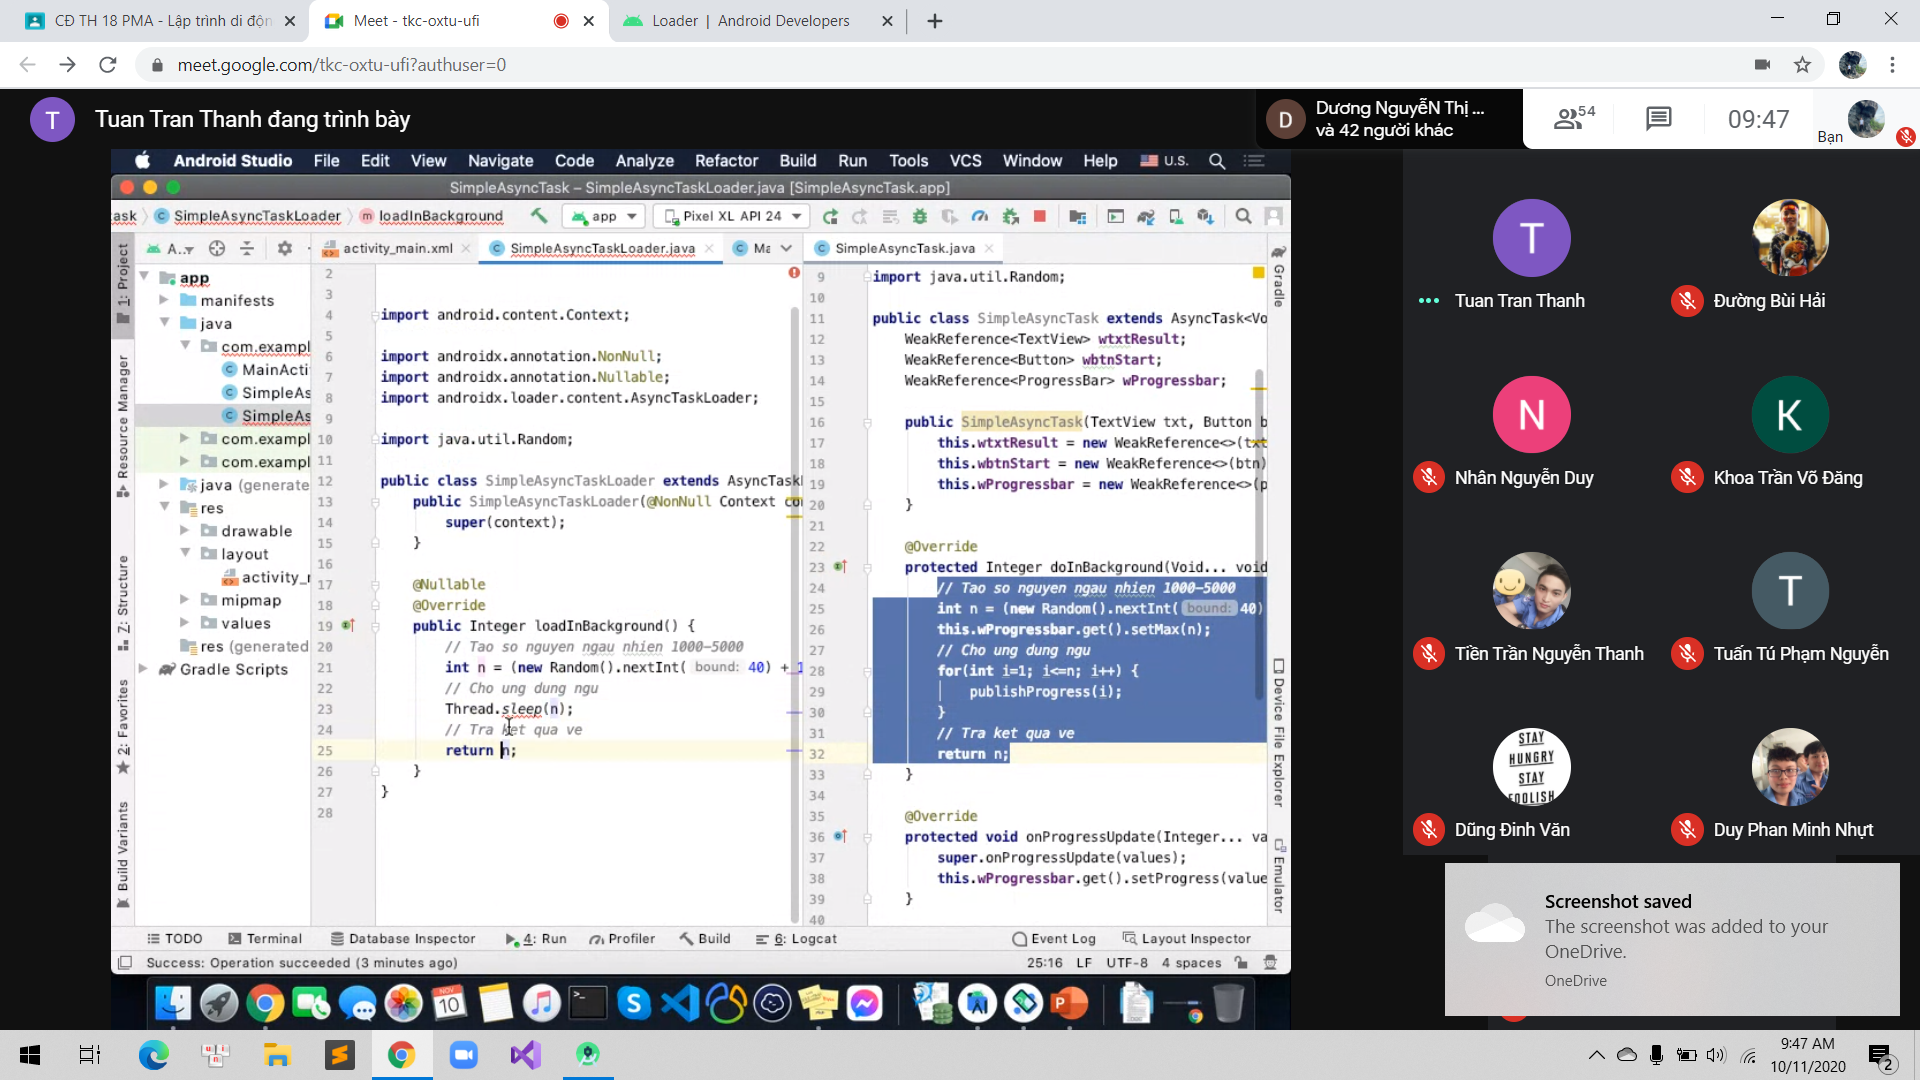 CĐ TH 18 PMA - Lập trình di độn
Meet - tkc-oxtu-ufi
Loader | Android Developers
meet.google.com/tkc-oxtu-ufi?authuser=0
T
Tuan Tran Thanh đang trình bày
D
Dương NguyễN Thị ...
và 42 người khác
54
09:47
Bạn
Android Studio File Edit View Navigate Code Analyze Refactor Build Run Tools VCS Window Help U.S.
SimpleAsyncTask – SimpleAsyncTaskLoader.java [SimpleAsyncTask.app]
ask SimpleAsyncTaskLoader loadInBackground app Pixel XL API 24
A..
activity_main.xml
SimpleAsyncTaskLoader.java
Ma
SimpleAsyncTask.java
1: Project
Resource Manager
Z: Structure
2: Favorites
Build Variants
app
manifests
java
com.exampl
MainActi
SimpleAs
SimpleAs
com.exampl
com.exampl
java (generate
res
drawable
layout
activity_
mipmap
values
res (generated
Gradle Scripts
2
3
4 import android.content.Context;
5
6 import androidx.annotation.NonNull;
7 import androidx.annotation.Nullable;
8 import androidx.loader.content.AsyncTaskLoader;
9
10 import java.util.Random;
11
12 public class SimpleAsyncTaskLoader extends AsyncTaskL
13 public SimpleAsyncTaskLoader(@NonNull Context co
14 super(context);
15 }
16
17 @Nullable
18 @Override
19 public Integer loadInBackground() {
20 // Tao so nguyen ngau nhien 1000-5000
21 int n = (new Random().nextInt( bound: 40) + 1
22 // Cho ung dung ngu
23 Thread.sleep(n);
24 // Tra ket qua ve
25 return n;
26 }
27 }
28
9 import java.util.Random;
10
11 public class SimpleAsyncTask extends AsyncTask<Vo
12 WeakReference<TextView> wtxtResult;
13 WeakReference<Button> wbtnStart;
14 WeakReference<ProgressBar> wProgressbar;
15
16 public SimpleAsyncTask(TextView txt, Button b
17 this.wtxtResult = new WeakReference<>(txt
18 this.wbtnStart = new WeakReference<>(btn)
19 this.wProgressbar = new WeakReference<>(p
20 }
21
22 @Override
23 protected Integer doInBackground(Void... void
24 // Tao so nguyen ngau nhien 1000-5000
25 int n = (new Random().nextInt( bound: 40)
26 this.wProgressbar.get().setMax(n);
27 // Cho ung dung ngu
28 for(int i=1; i<=n; i++) {
29 publishProgress(i);
30 }
31 // Tra ket qua ve
32 return n;
33 }
34
35 @Override
36 protected void onProgressUpdate(Integer... va
37 super.onProgressUpdate(values);
38 this.wProgressbar.get().setProgress(value
39 }
40
Gradle
Device File Explorer
Emulator
TODO Terminal Database Inspector 4: Run Profiler Build 6: Logcat Event Log Layout Inspector
Success: Operation succeeded (3 minutes ago) 25:16 LF UTF-8 4 spaces
NOV
10
T
Tuan Tran Thanh
Đường Bùi Hải
N
Nhân Nguyễn Duy
K
Khoa Trần Võ Đăng
Tiền Trần Nguyễn Thanh
T
Tuấn Tú Phạm Nguyễn
STAY
HUNGRY
STAY
FOOLISH
Dũng Đinh Văn
Duy Phan Minh Nhựt
Screenshot saved
The screenshot was added to your
OneDrive.
OneDrive
9:47 AM
10/11/2020
2